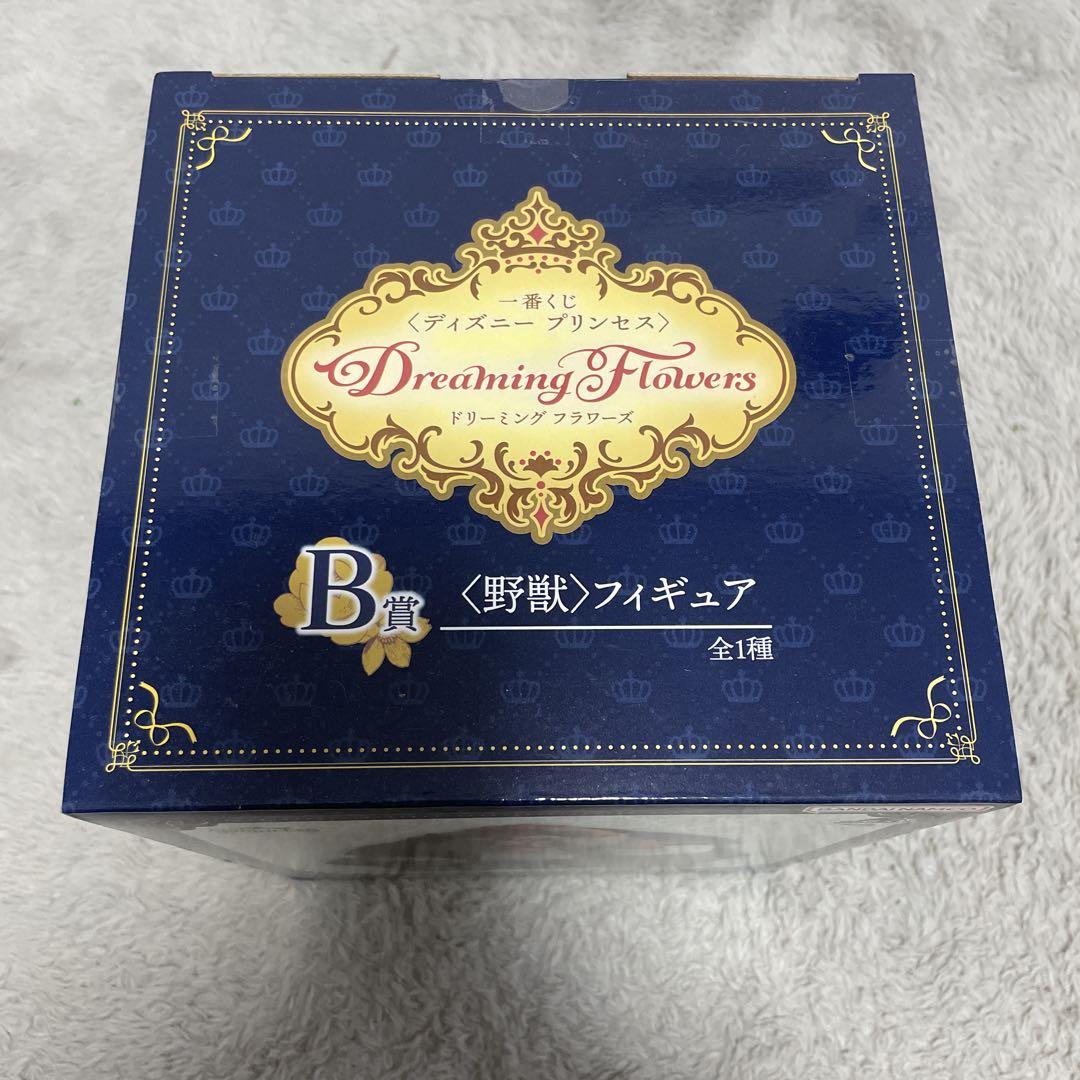 一番くじ
〈ディズニー プリンセス〉
Dreaming Flowers
ドリーミング フラワーズ
B賞
〈野獣〉フィギュア
全1種
BANDAI NAMCO